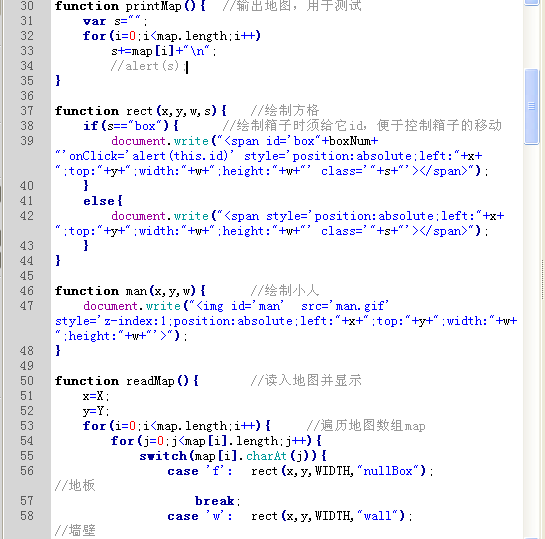 30 function printMap(){ //输出地图，用于测试
31 var s="";
32 for(i=0;i<map.length;i++)
33 s+=map[i]+"\n";
34 //alert(s);
35 }
36
37 function rect(x,y,w,s){ //绘制方格
38 if(s=="box"){ //绘制箱子时须给它id，便于控制箱子的移动
39 document.write("<span id='box"+boxNum+
"'onClick='alert(this.id)' style='position:absolute;left:"+x+
";top:"+y+";width:"+w+";height:"+w+"' class='"+s+"'></span>");
40 }
41 else{
42 document.write("<span style='position:absolute;left:"+x+
";top:"+y+";width:"+w+";height:"+w+"' class='"+s+"'></span>");
43 }
44 }
45
46 function man(x,y,w){ //绘制小人
47 document.write("<img id='man' src='man.gif'
style='z-index:1;position:absolute;left:"+x+";top:"+y+";width:"+w+
";height:"+w+"'>");
48 }
49
50 function readMap(){ //读入地图并显示
51 x=X;
52 y=Y;
53 for(i=0;i<map.length;i++){ //遍历地图数组map
54 for(j=0;j<map[i].length;j++){
55 switch(map[i].charAt(j)){
56 case 'f': rect(x,y,WIDTH,"nullBox");
//地板
57 break;
58 case 'w': rect(x,y,WIDTH,"wall");
//墙壁